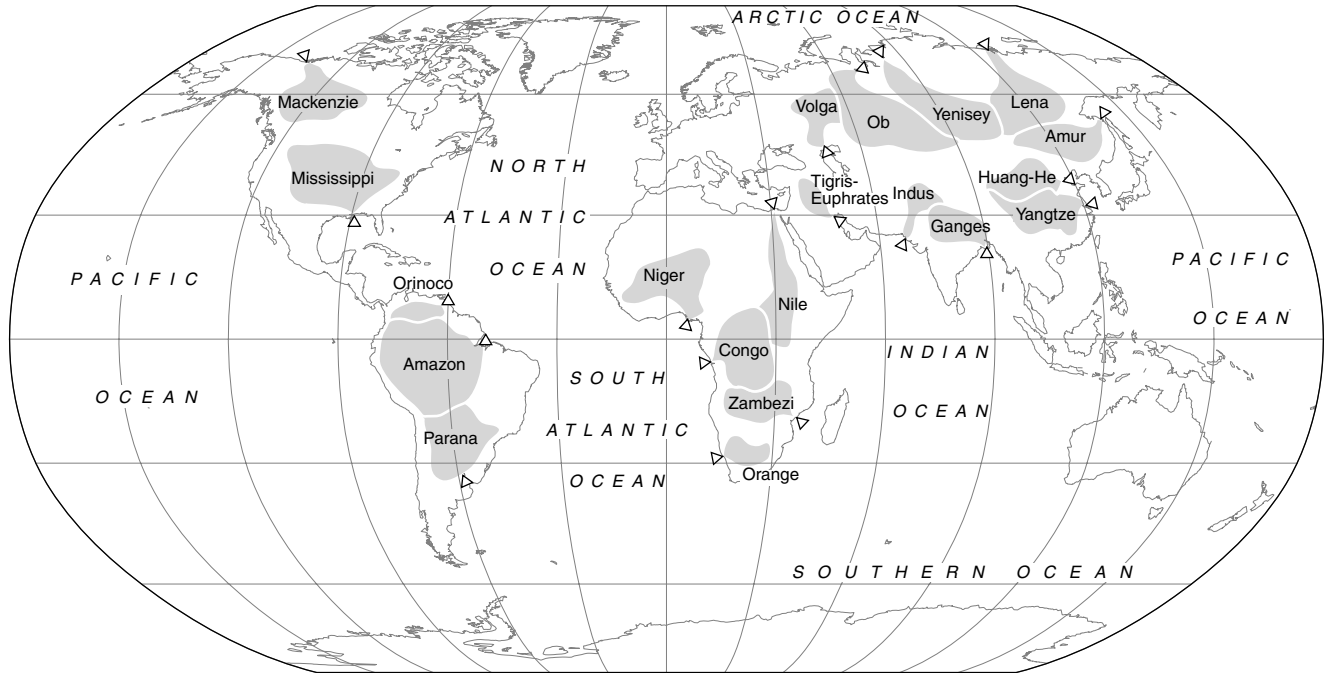 ARCTIC OCEAN
Mackenzie
Volga
Ob
Yenisey
Lena
Amur
NORTH
Mississippi
Tigris-
Euphrates
Indus
Huang-He
ATLANTIC
Ganges
Yangtze
PACIFIC
OCEAN
Orinoco
Niger
Nile
PACIFIC
OCEAN
Amazon
Congo
INDIAN
SOUTH
OCEAN
Zambezi
OCEAN
Parana
ATLANTIC
OCEAN
Orange
SOUTHERN OCEAN